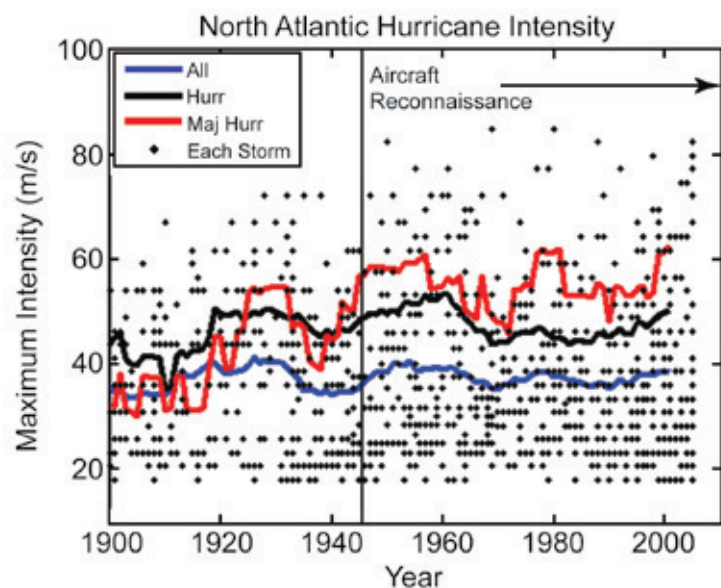 North Atlantic Hurricane Intensity
100
80
60
40
20
Maximum Intensity (m/s)
All
Hurr
Maj Hurr
Each Storm
Aircraft
Reconnaissance
1900
1920
1940
1960
1980
2000
Year